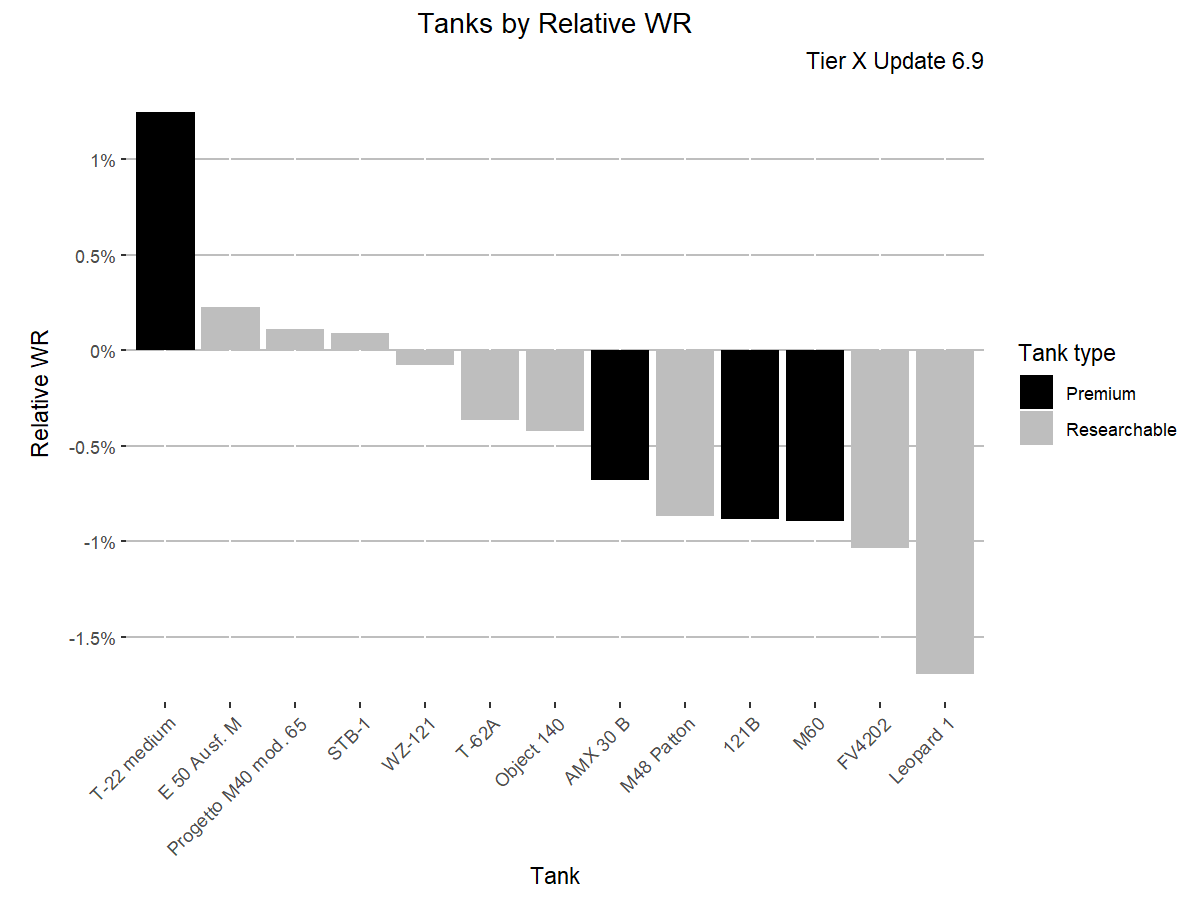 Tanks by Relative WR
Tier X Update 6.9
Relative WR
1%
0.5%
0%
-0.5%
-1%
-1.5%
T-22 medium
E 50 Ausf. M
Progetto M40 mod. 65
STB-1
WZ-121
T-62A
Object 140
AMX 30 B
M48 Patton
121B
M60
FV4202
Leopard 1
Tank
Tank type
Premium
Researchable